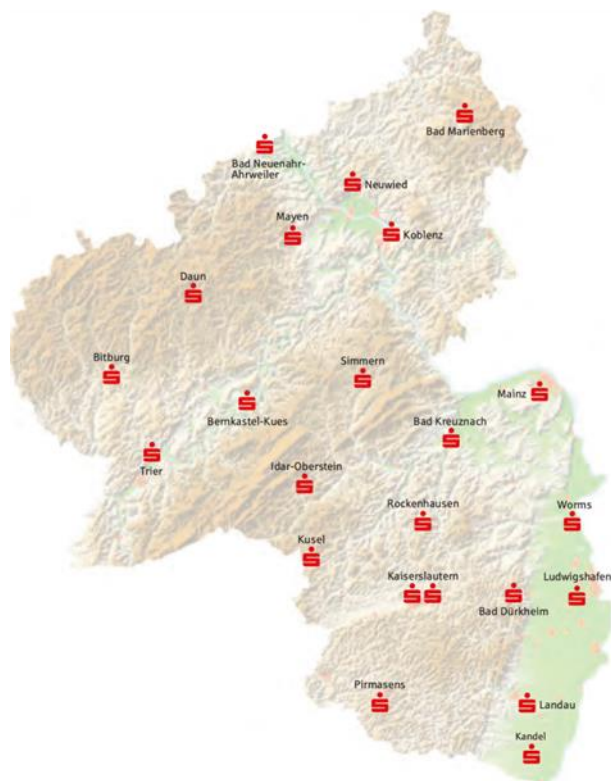 Bad Marienberg
Bad Neuenahr-
Ahrweiler
Neuwied
Mayen
Koblenz
Daun
Bitburg
Simmern
Mainz
Bernkastel-Kues
Bad Kreuznach
Trier
Idar-Oberstein
Rockenhausen
Worms
Kusel
Kaiserslautern
Ludwigshafen
Bad Dürkheim
Pirmasens
Landau
Kandel